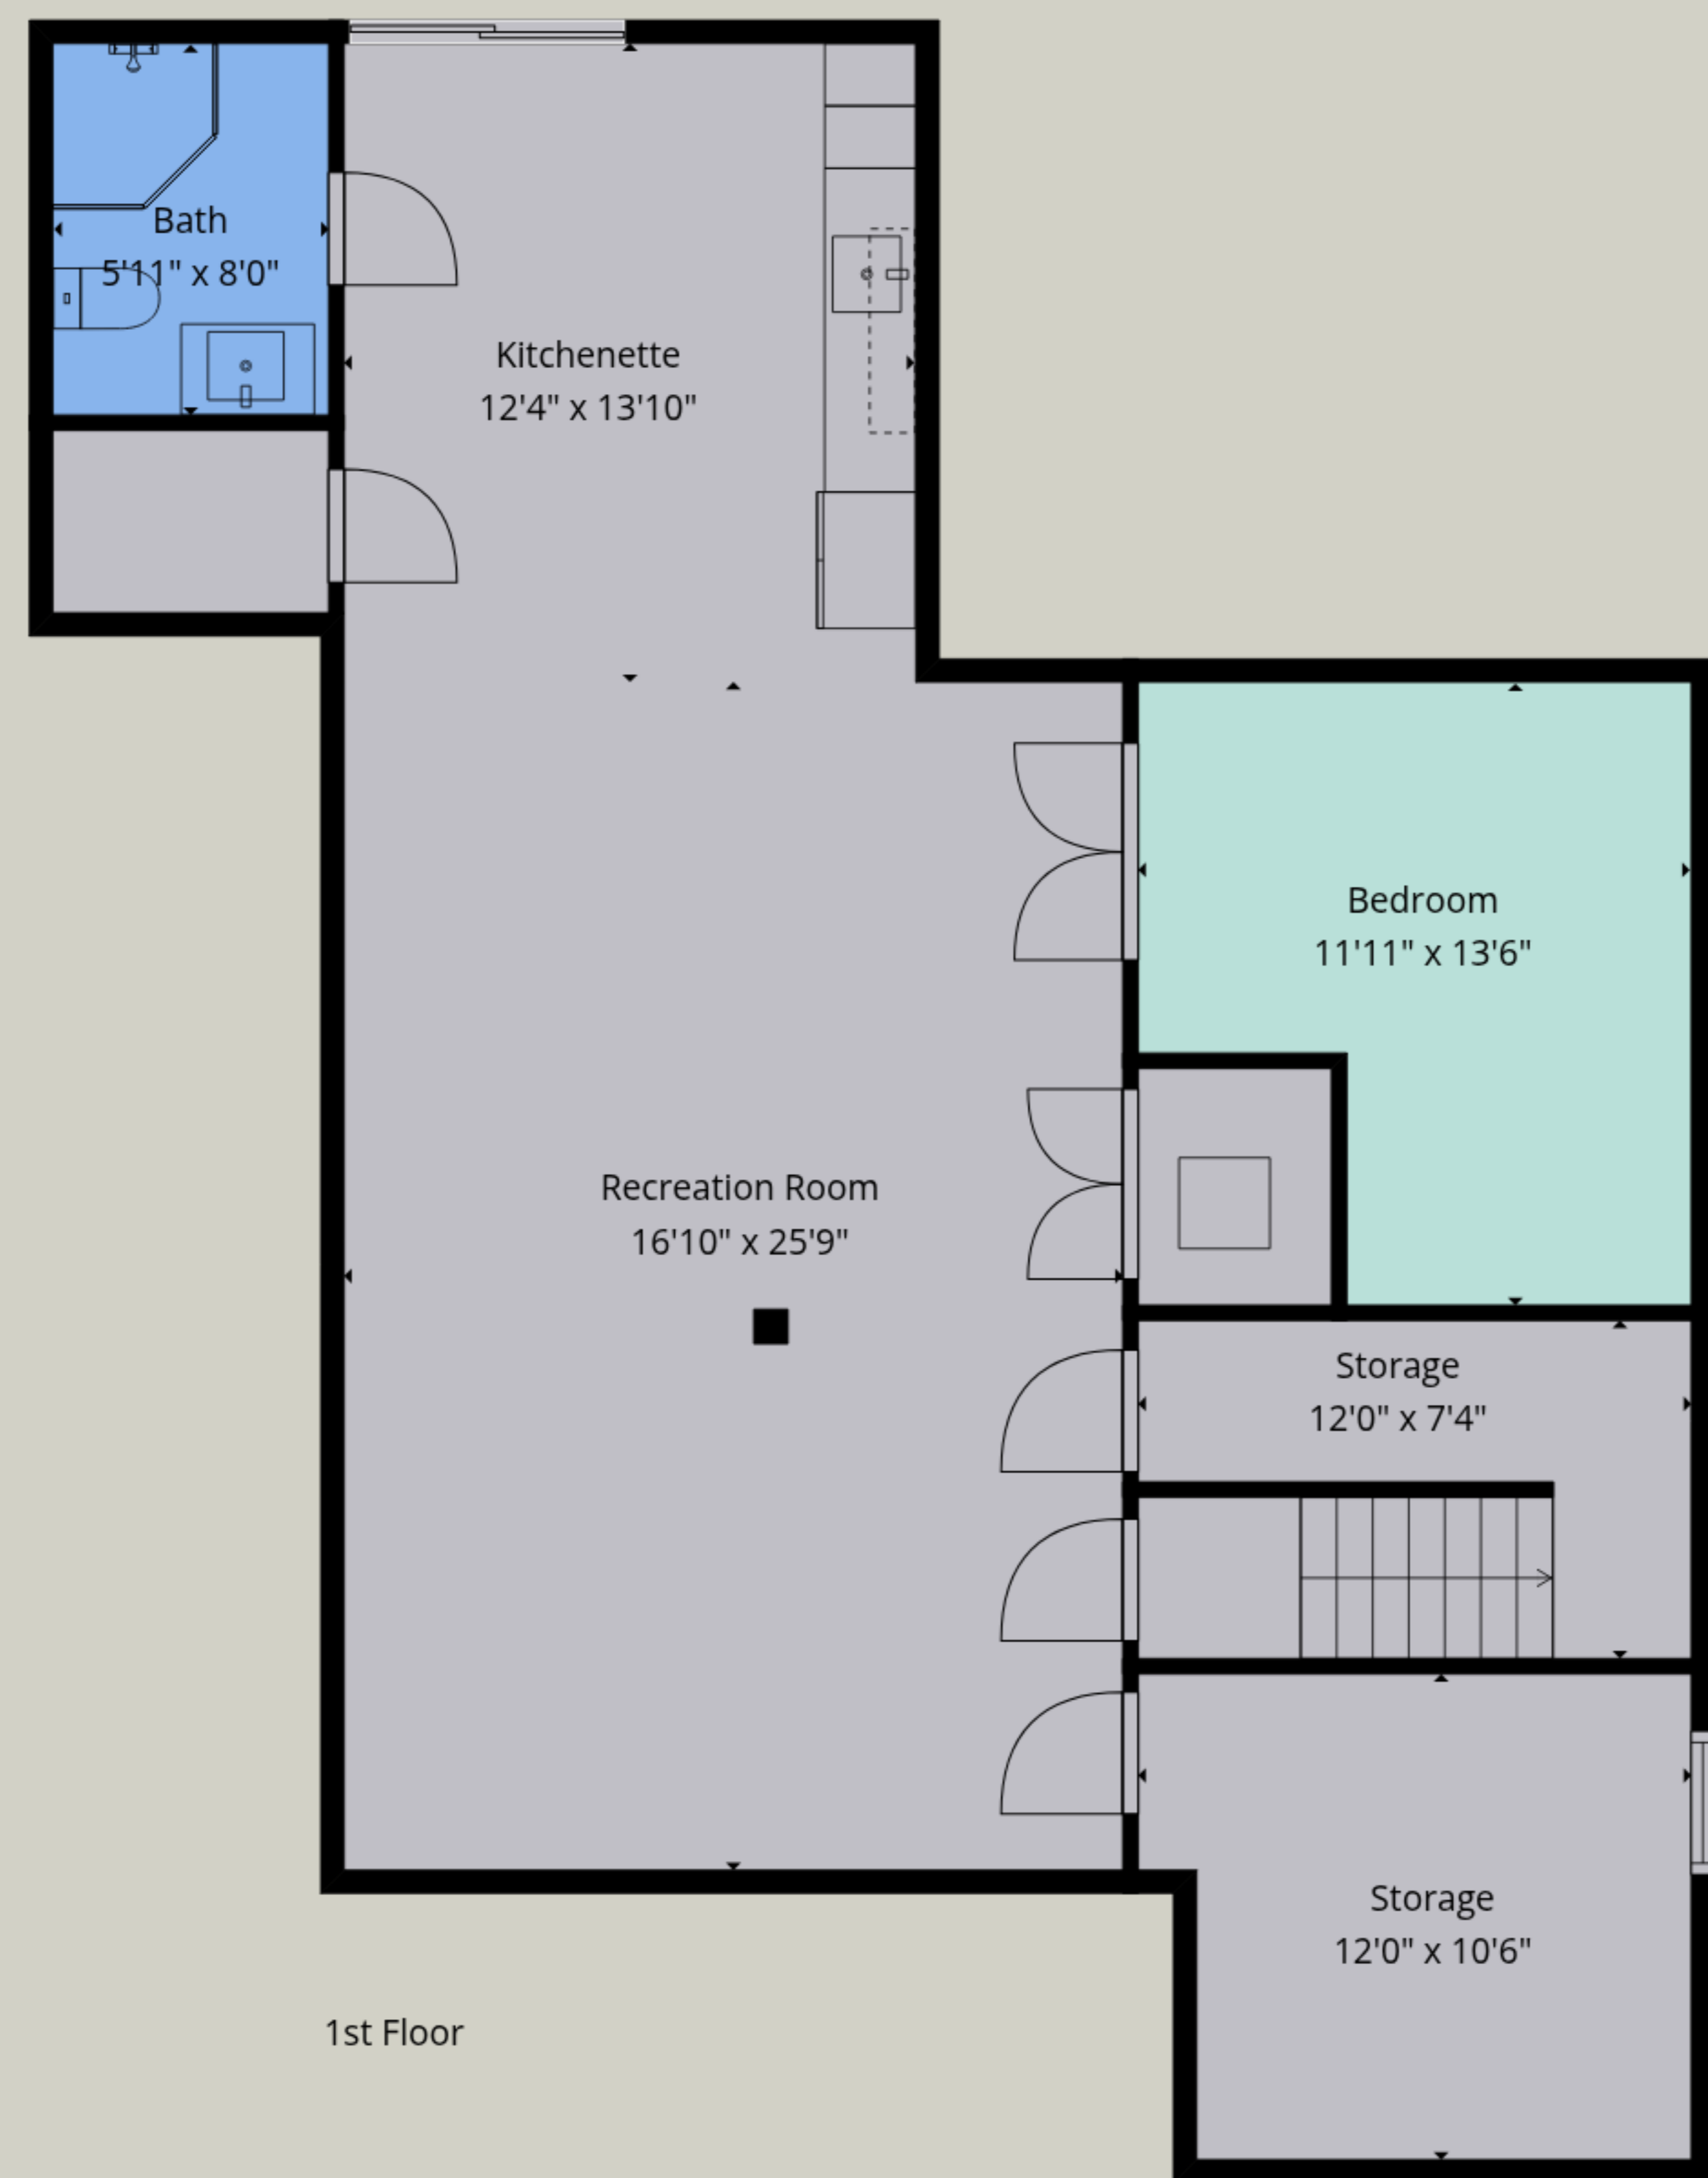 Bath
5'11" x 8'0"
Kitchenette
12'4" x 13'10"
Bedroom
11'11" x 13'6"
Recreation Room
16'10" x 25'9"
Storage
12'0" x 7'4"
Storage
12'0" x 10'6"
1st Floor